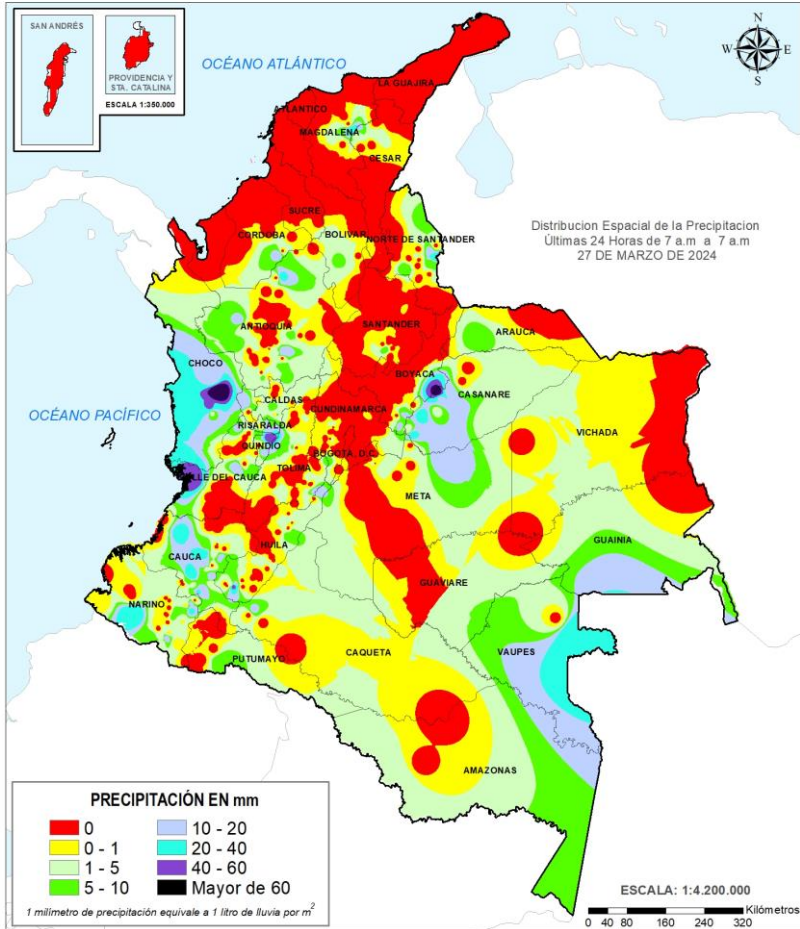 SAN ANDRÉS
PROVIDENCIA Y
STA. CATALINA
ESCALA 1:350.000
OCÉANO ATLÁNTICO
N
W E
S
LA GUAJIRA
ATLANTICO
MAGDALENA
CESAR
SUCRE
CORDOBA
BOLIVAR
NORTE DE SANTANDER
Distribucion Espacial de la Precipitacion
Últimas 24 Horas de 7 a.m a 7 a.m
27 DE MARZO DE 2024
ANTIOQUIA
SANTANDER
ARAUCA
CHOCO
BOYACA
CASANARE
OCÉANO PACÍFICO
CALDAS
CUNDINAMARCA
RISARALDA
VICHADA
QUINDIO
BOGOTA, D.C.
TOLIMA
VALLE DEL CAUCA
META
GUAINIA
CAUCA
HUILA
GUAVIARE
NARINO
VAUPES
CAQUETA
PUTUMAYO
AMAZONAS
PRECIPITACIÓN EN mm
0 10 - 20
0 - 1 20 - 40
1 - 5 40 - 60
5 - 10 Mayor de 60
1 milímetro de precipitación equivale a 1 litro de lluvia por m²
ESCALA: 1:4.200.000
Kilómetros
0 40 80 160 240 320